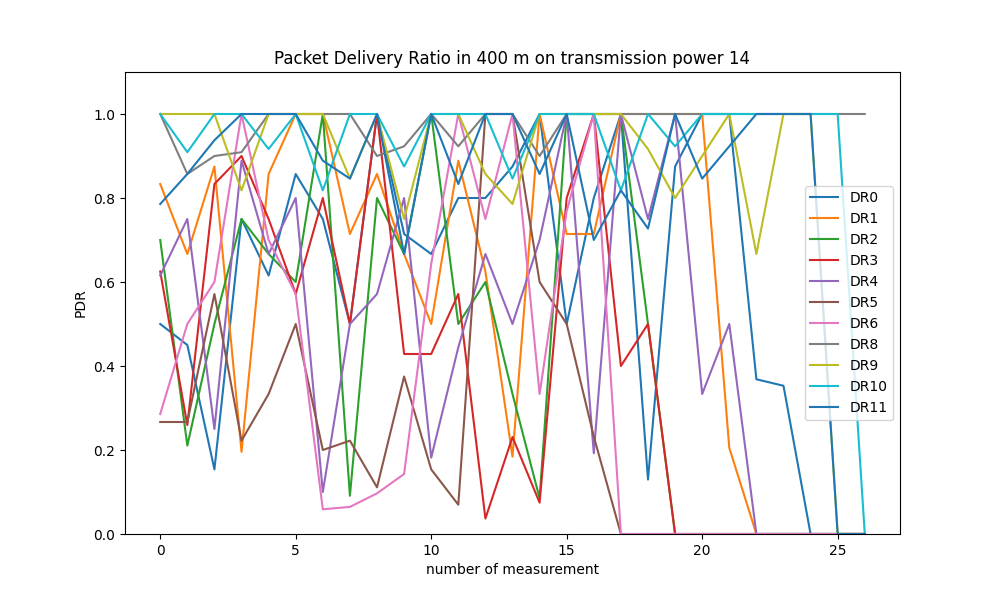 Packet Delivery Ratio in 400 m on transmission power 14
1.0
0.8
0.6
0.4
0.2
0.0
PDR
DR0
DR1
DR2
DR3
DR4
DR5
DR6
DR8
DR9
DR10
DR11
0 5 10 15 20 25
number of measurement